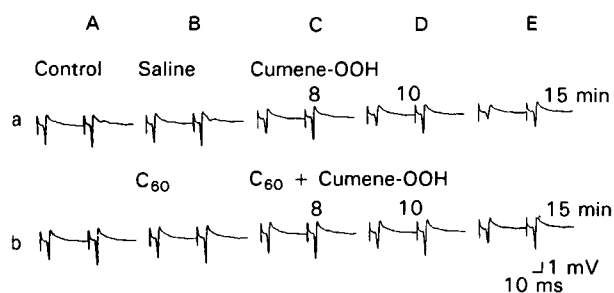 A B C D E
Control Saline Cumene-OOH
8 10 15 min
a
C60 C60 + Cumene-OOH
8 10 15 min
b
1 mV
10 ms